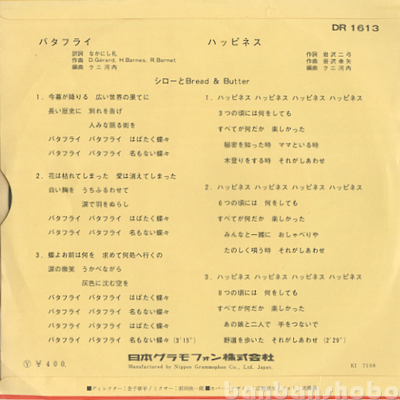 DR 1613
バタフライ
訳詞 なかにし礼
作曲 D.Gérard, H.Barnes, R.Bernet
編曲 クニ河内
ハッピネス
作詞 岩沢二弓
作曲 岩沢幸矢
編曲 クニ河内
シローとBread & Butter
1. 今幕が降りる 広い世界の果てに
長い歴史に 別れを告げ
人みな眠る街を
バタフライ バタフライ はばたく蝶々
バタフライ バタフライ 名もない蝶々
2. 花は枯れてしまった 愛は消えてしまった
白い胸を うちふるわせて
涙で羽をぬらし
バタフライ バタフライ はばたく蝶々
バタフライ バタフライ 名もない蝶々
3. 蝶よお前は何を 求めて何処へ行くの
涙の微笑 うかべながら
灰色に沈む空を
バタフライ バタフライ はばたく蝶々
バタフライ バタフライ 名もない蝶々
バタフライ バタフライ はばたく蝶々
バタフライ バタフライ 名もない蝶々 (3'15")
1. ハッピネス ハッピネス ハッピネス ハッピネス
3つの頃には何をしても
すべてが何だか 楽しかった
秘密を知った時 ママといる時
木登りをする時 それがしあわせ
2. ハッピネス ハッピネス ハッピネス ハッピネス
6つの頃には 何をしても
すべてが何だか 楽しかった
みんなと一緒に おしゃべりや
たのしく唄う時 それがしあわせ
3. ハッピネス ハッピネス ハッピネス ハッピネス
8つの頃には 何をしても
すべてが何だか 楽しかった
あの娘と二人で 手をつないで
野道を歩いた それがしあわせ (2'29")
Ⓨ ¥400.
日本グラモフォン株式会社
Manufactured by Nippon Grammophon Co., Ltd. Japan.
banbanshobo